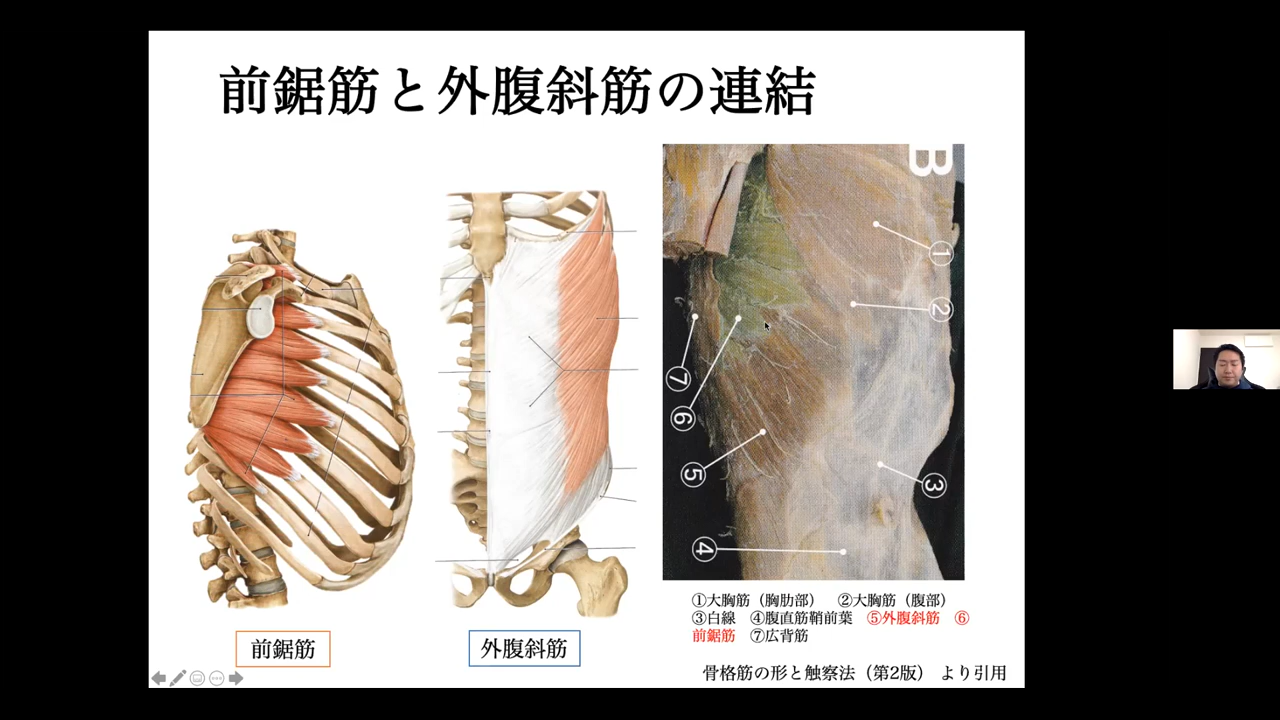 前鋸筋と外腹斜筋の連結
B
①
②
③
④
⑤
⑥
⑦
①大胸筋（胸肋部） ②大胸筋（腹部）
③白線 ④腹直筋鞘前葉 ⑤外腹斜筋 ⑥
前鋸筋 ⑦広背筋
前鋸筋
外腹斜筋
骨格筋の形と触察法（第2版） より引用